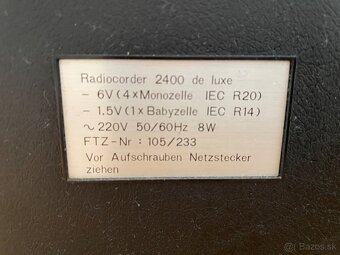 Radiocorder 2400 de luxe
– 6V (4×Monozelle IEC R20)
– 1.5V (1×Babyzelle IEC R14)
~ 220V 50/60Hz 8W
FTZ-Nr : 105/233
Vor Aufschrauben Netzstecker
ziehen
bazos.sk